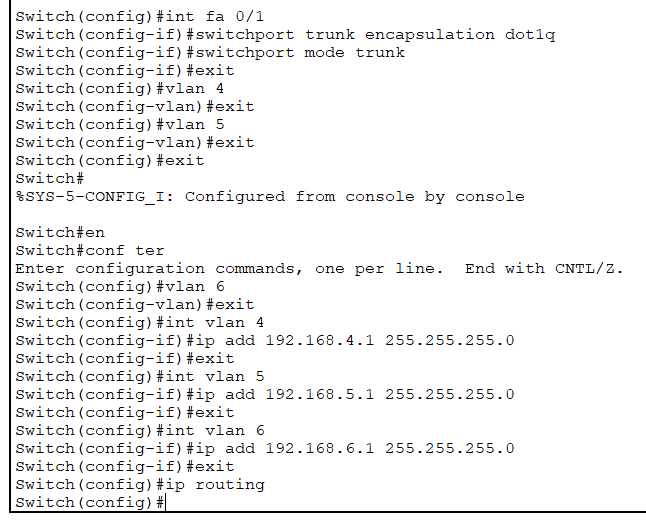 Switch(config)#int fa 0/1
Switch(config-if)#switchport trunk encapsulation dot1q
Switch(config-if)#switchport mode trunk
Switch(config-if)#exit
Switch(config)#vlan 4
Switch(config-vlan)#exit
Switch(config)#vlan 5
Switch(config-vlan)#exit
Switch(config)#exit
Switch#
%SYS-5-CONFIG_I: Configured from console by console
Switch#en
Switch#conf ter
Enter configuration commands, one per line.  End with CNTL/Z.
Switch(config)#vlan 6
Switch(config-vlan)#exit
Switch(config)#int vlan 4
Switch(config-if)#ip add 192.168.4.1 255.255.255.0
Switch(config-if)#exit
Switch(config)#int vlan 5
Switch(config-if)#ip add 192.168.5.1 255.255.255.0
Switch(config-if)#exit
Switch(config)#int vlan 6
Switch(config-if)#ip add 192.168.6.1 255.255.255.0
Switch(config-if)#exit
Switch(config)#ip routing
Switch(config)#